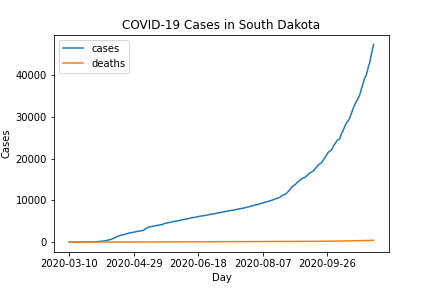 COVID-19 Cases in South Dakota
cases
deaths
40000
30000
20000
10000
0
Cases
2020-03-10 2020-04-29 2020-06-18 2020-08-07 2020-09-26
Day